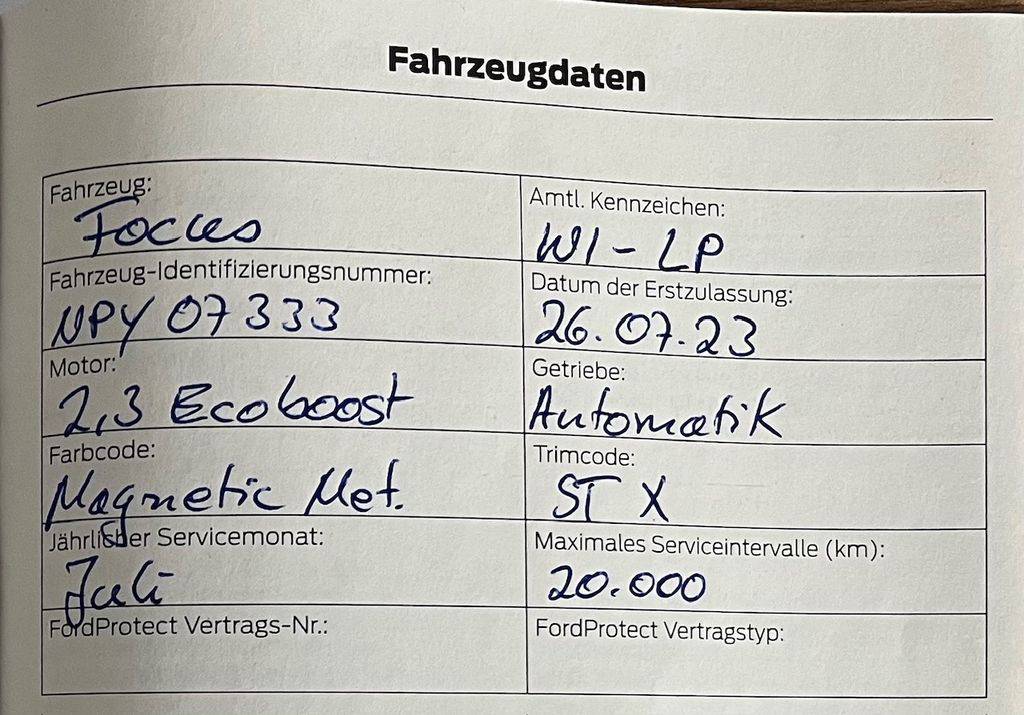 Fahrzeugdaten
Fahrzeug: Amtl. Kennzeichen:
Focus WI - LP
Fahrzeug-Identifizierungsnummer: Datum der Erstzulassung:
NPY 07333 26.07.23
Motor: Getriebe:
2,3 Ecoboost Automatik
Farbcode: Trimcode:
Magnetic Met. ST X
Jährlicher Servicemonat: Maximales Serviceintervalle (km):
Juli 20.000
FordProtect Vertrags-Nr.: FordProtect Vertragstyp: